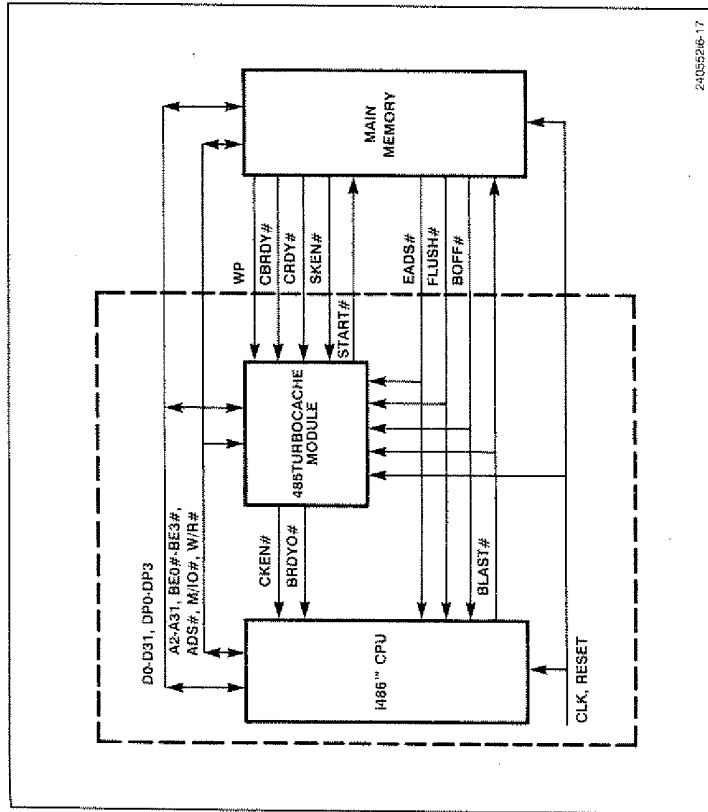 D0-D31, DP0-DP3
A2-A31, BE0#-BE3#,
ADS#, M/IO#, W/R#
i486™ CPU
CKEN#
BRDYO#
485TURBOCACHE
MODULE
WP
CBRDY#
CRDY#
SKEN#
START#
MAIN
MEMORY
EADS#
FLUSH#
BOFF#
BLAST#
CLK, RESET
240552I6-17